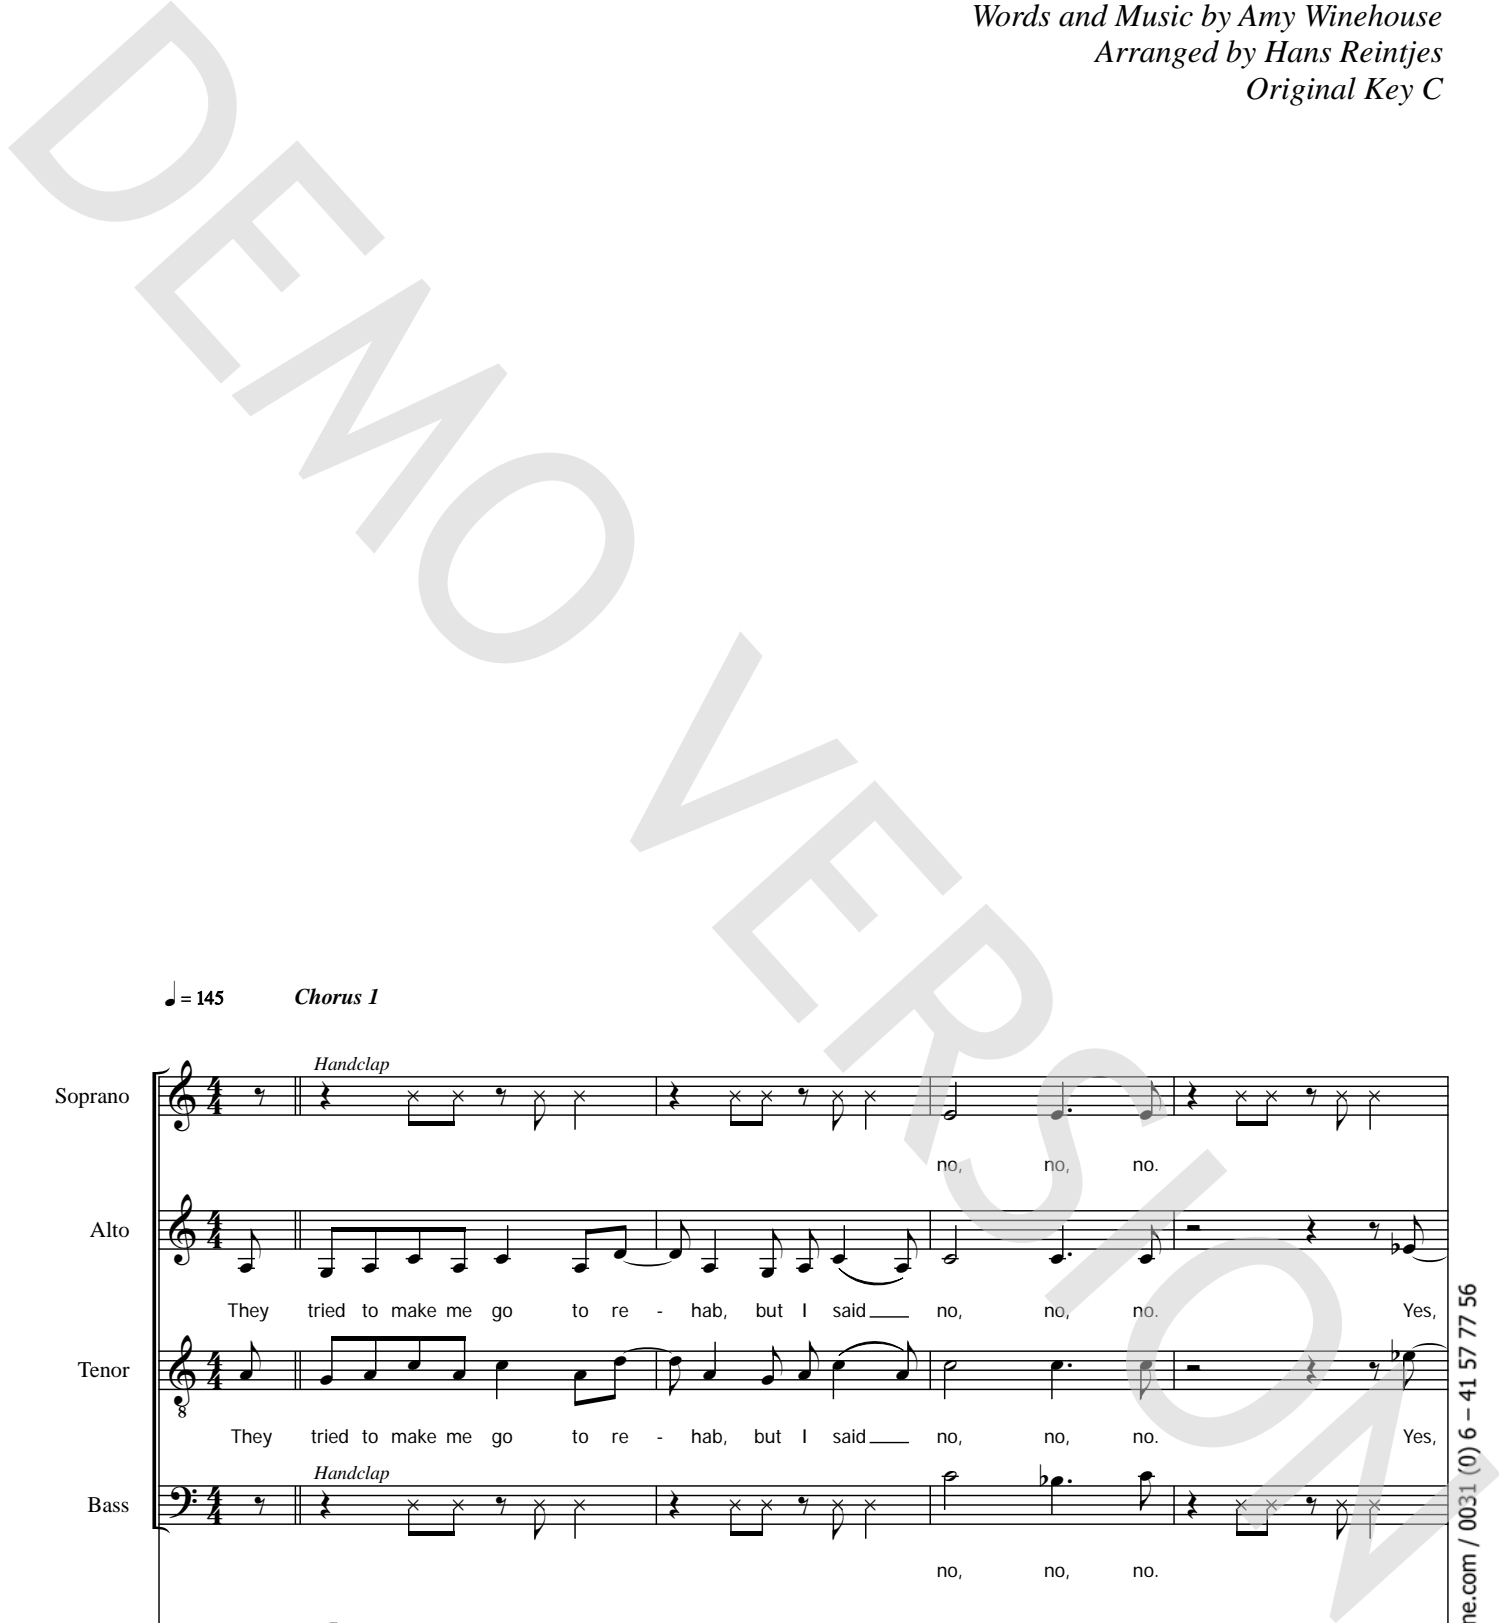 Words and Music by Amy Winehouse
Arranged by Hans Reintjes
Original Key C
DEMO VERSION
= 145 Chorus 1
Handclap
Soprano
no, no, no.
Alto
They tried to make me go to re - hab, but I said no, no, no. Yes,
Tenor
8
They tried to make me go to re - hab, but I said no, no, no. Yes,
Handclap
Bass
no, no, no.
ne.com / 0031 (0) 6 – 41 57 77 56